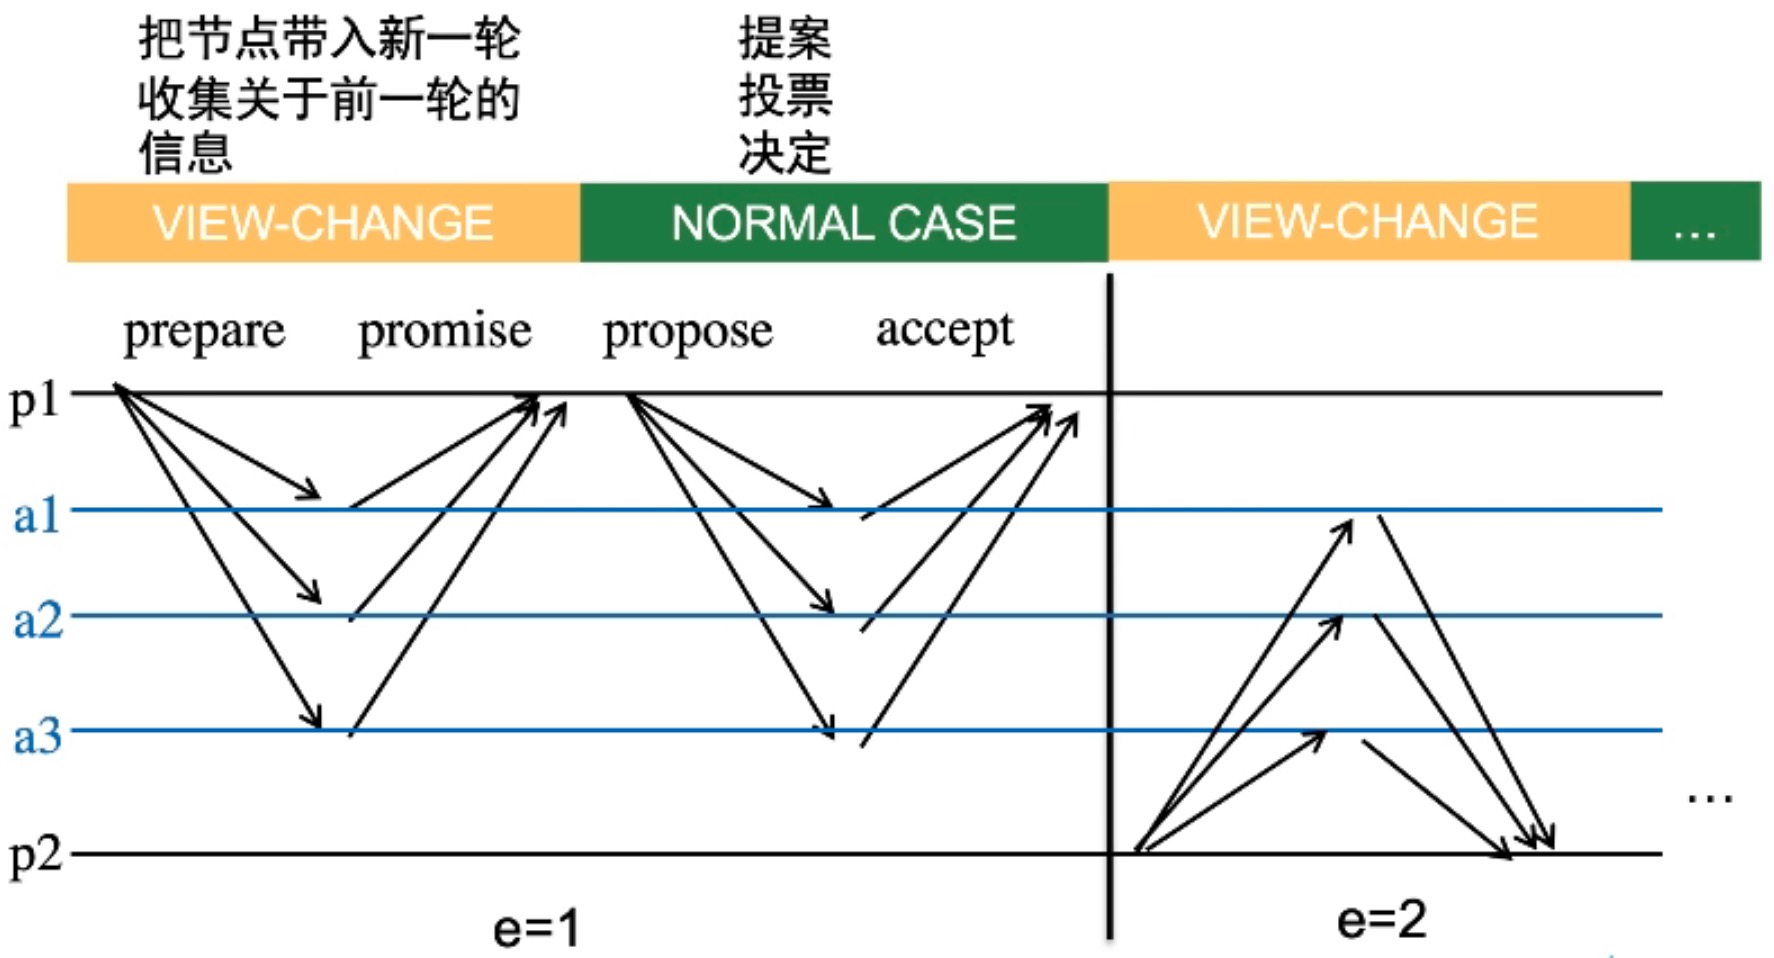 把节点带入新一轮
收集关于前一轮的
信息
提案
投票
决定
VIEW-CHANGE
NORMAL CASE
VIEW-CHANGE
...
prepare
promise
propose
accept
p1
a1
a2
a3
...
p2
e=1
e=2